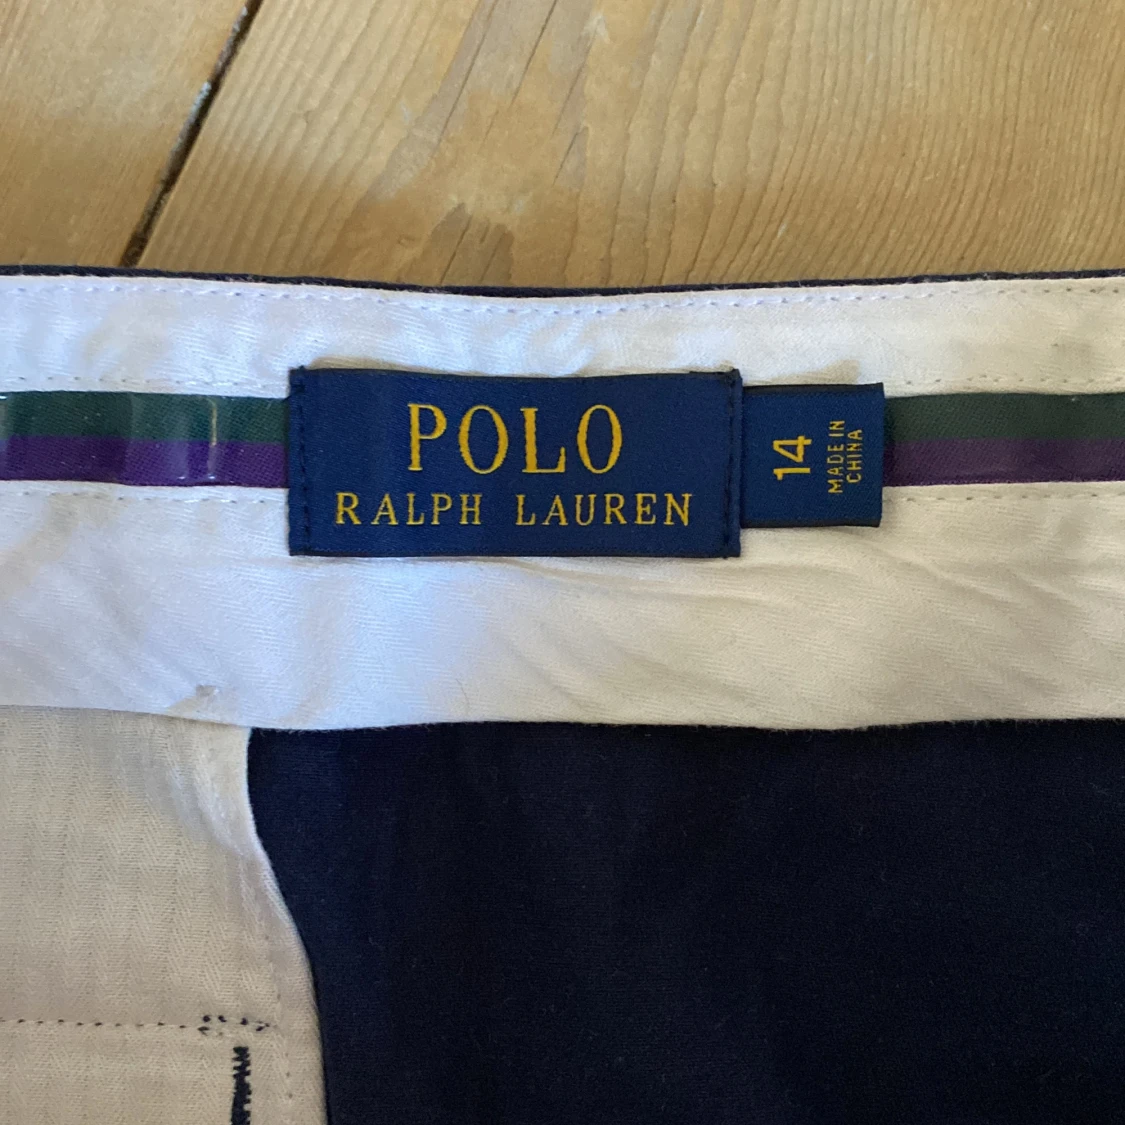 POLO
RALPH LAUREN
14
MADE IN
CHINA